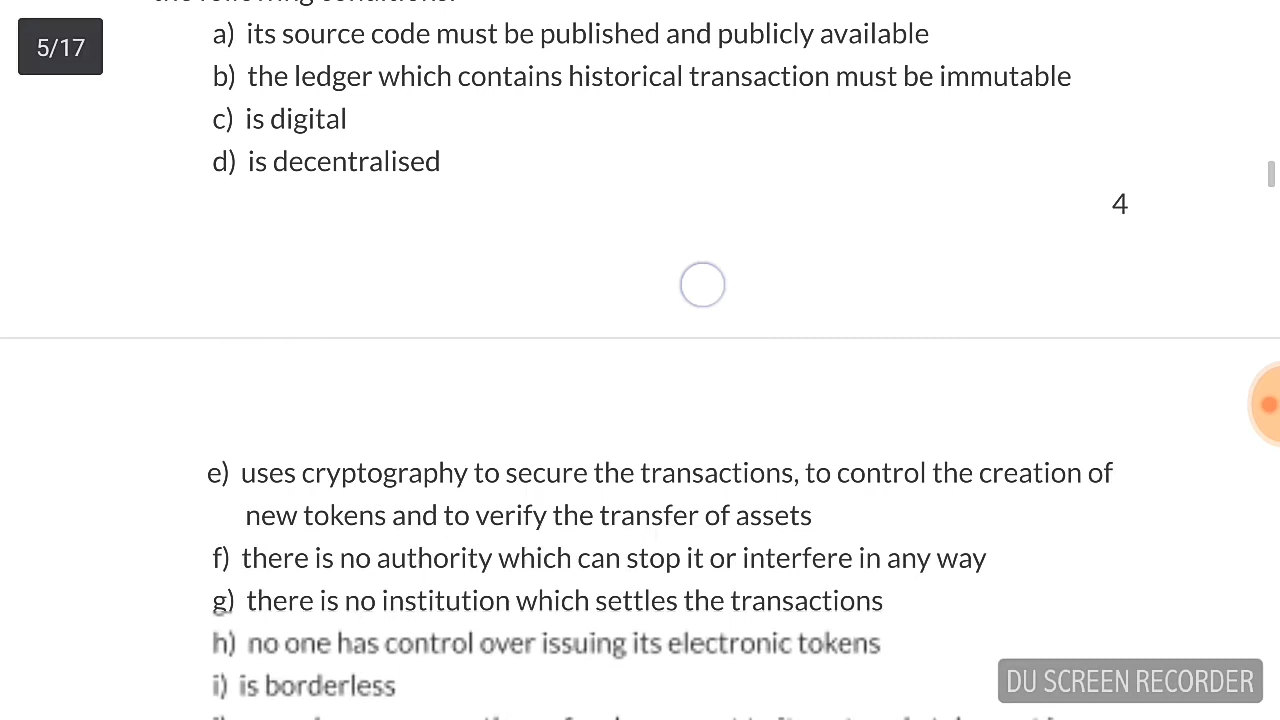 the following conditions:
5/17
a) its source code must be published and publicly available
b) the ledger which contains historical transaction must be immutable
c) is digital
d) is decentralised
4
e) uses cryptography to secure the transactions, to control the creation of
new tokens and to verify the transfer of assets
f) there is no authority which can stop it or interfere in any way
g) there is no institution which settles the transactions
h) no one has control over issuing its electronic tokens
i) is borderless
DU SCREEN RECORDER